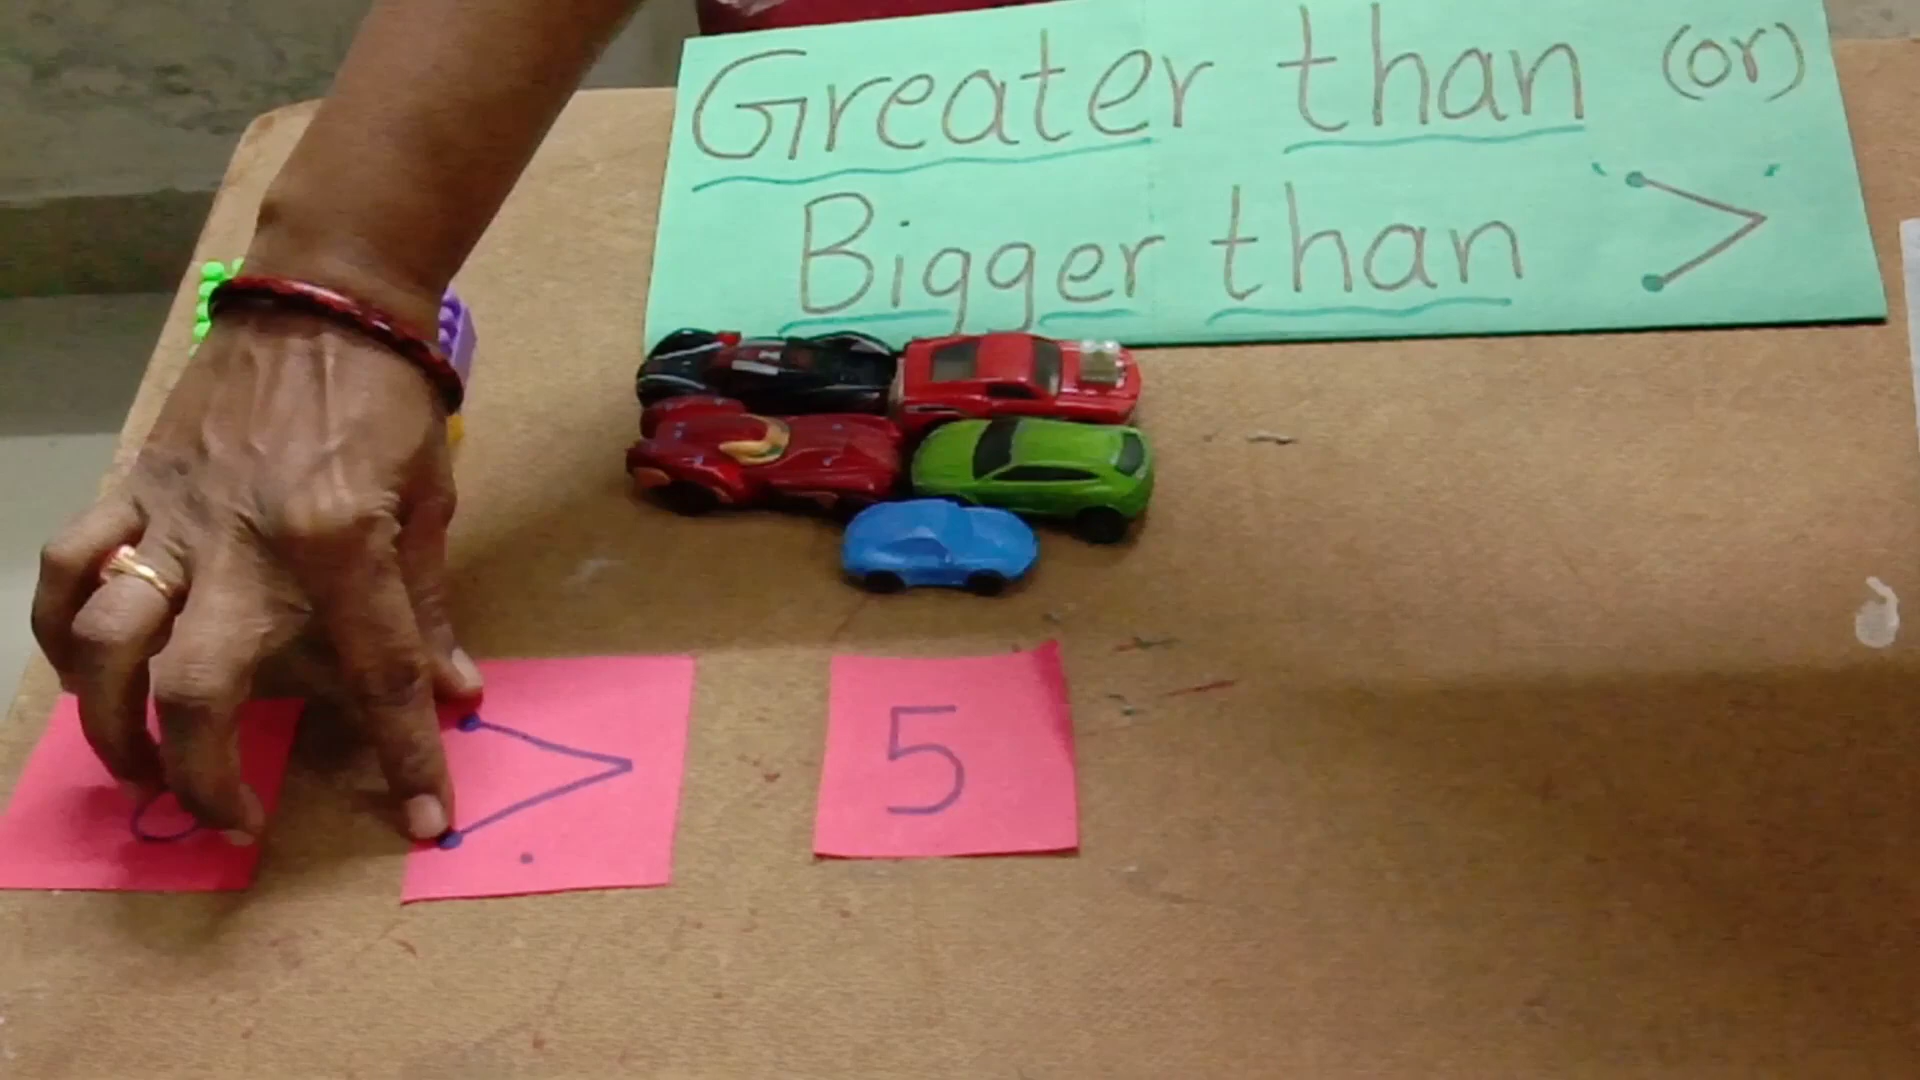 Greater than (or)
Bigger than '>'
> 5